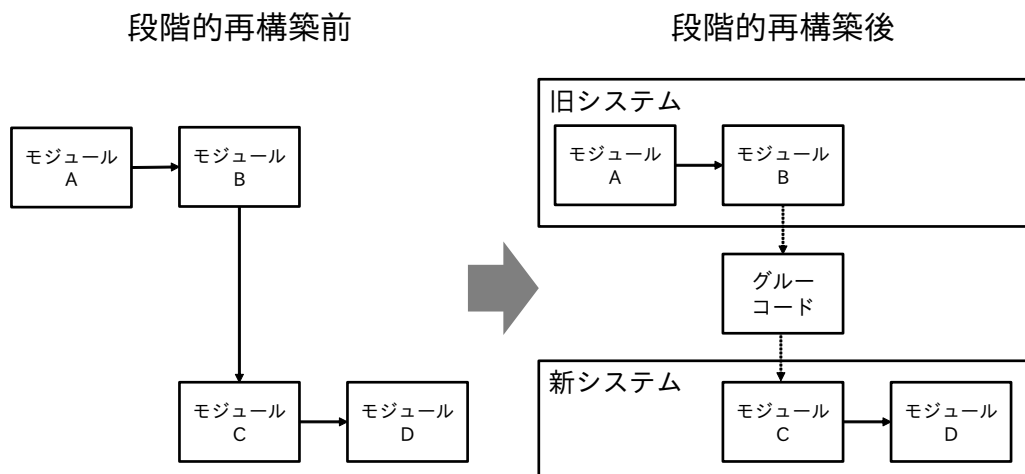 段階的再構築前
モジュール
A
モジュール
B
モジュール
C
モジュール
D
段階的再構築後
旧システム
モジュール
A
モジュール
B
グルー
コード
新システム
モジュール
C
モジュール
D